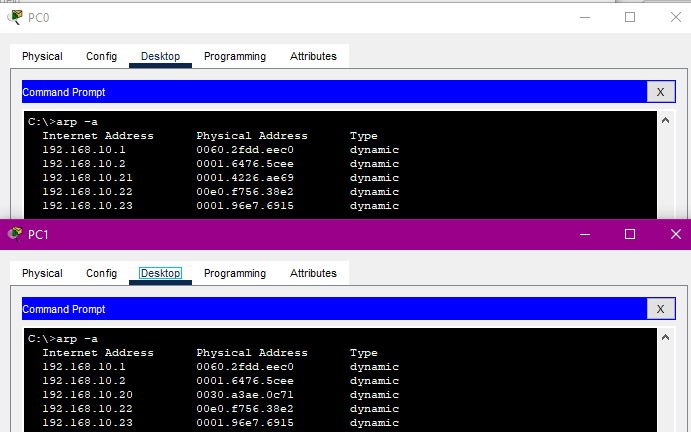 PC0
Physical Config Desktop Programming Attributes
Command Prompt X
C:\>arp -a
Internet Address Physical Address Type
192.168.10.1 0060.2fdd.eec0 dynamic
192.168.10.2 0001.6476.5cee dynamic
192.168.10.21 0001.4226.ae69 dynamic
192.168.10.22 00e0.f756.38e2 dynamic
192.168.10.23 0001.96e7.6915 dynamic
PC1
Physical Config Desktop Programming Attributes
Command Prompt X
C:\>arp -a
Internet Address Physical Address Type
192.168.10.1 0060.2fdd.eec0 dynamic
192.168.10.2 0001.6476.5cee dynamic
192.168.10.20 0030.a3ae.0c71 dynamic
192.168.10.22 00e0.f756.38e2 dynamic
192.168.10.23 0001.96e7.6915 dynamic